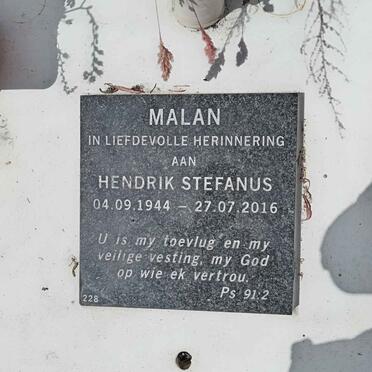 MALAN
IN LIEFDEVOLLE HERINNERING
AAN
HENDRIK STEFANUS
04.09.1944 – 27.07.2016
U is my toevlug en my
veilige vesting, my God
op wie ek vertrou.
Ps 91:2
228